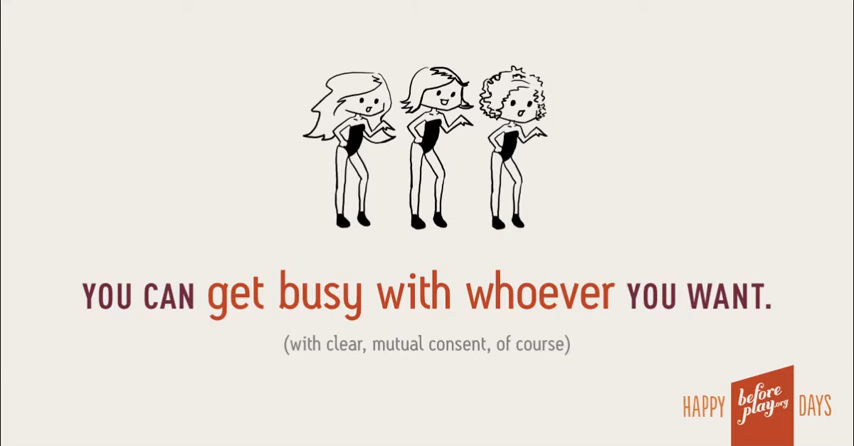 YOU CAN get busy with whoever YOU WANT.
(with clear, mutual consent, of course)
HAPPY before play.org DAYS